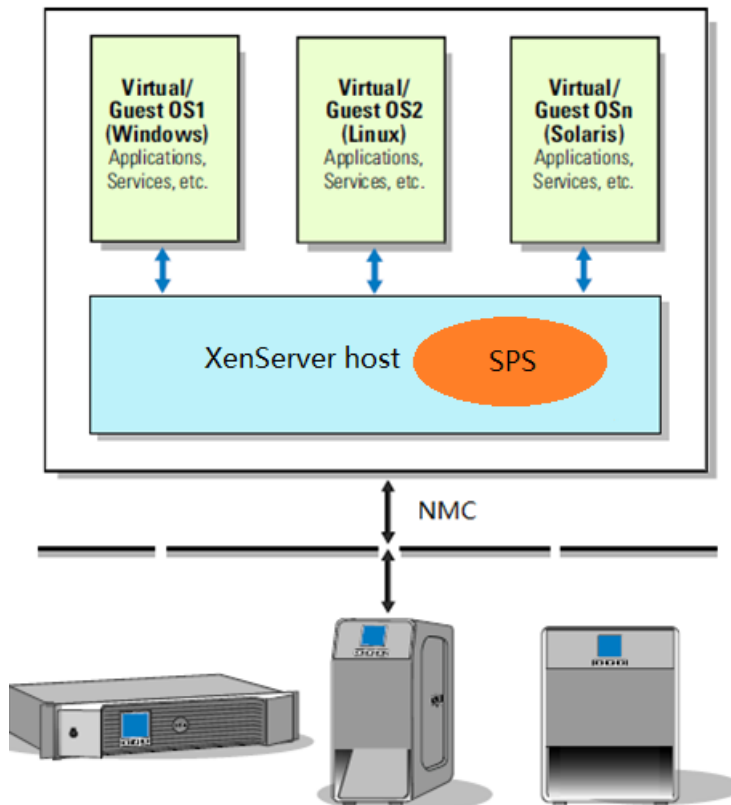 Virtual/
Guest OS1
(Windows)
Applications,
Services, etc.
Virtual/
Guest OS2
(Linux)
Applications,
Services, etc.
Virtual/
Guest OSn
(Solaris)
Applications,
Services, etc.
XenServer host
SPS
NMC